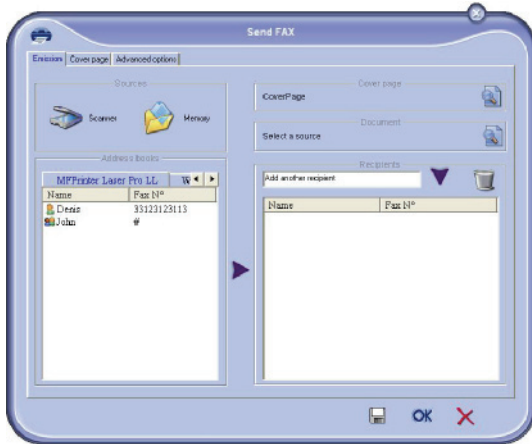 Send FAX
Emission Cover page Advanced options
Sources
Scanner Memory
Address books
MFPrinter Laser Pro LL W
Name Fax N°
Denis 33123123113
John #
Cover page
CoverPage
Document
Select a source
Recipients
Add another recipient
Name Fax N°
OK